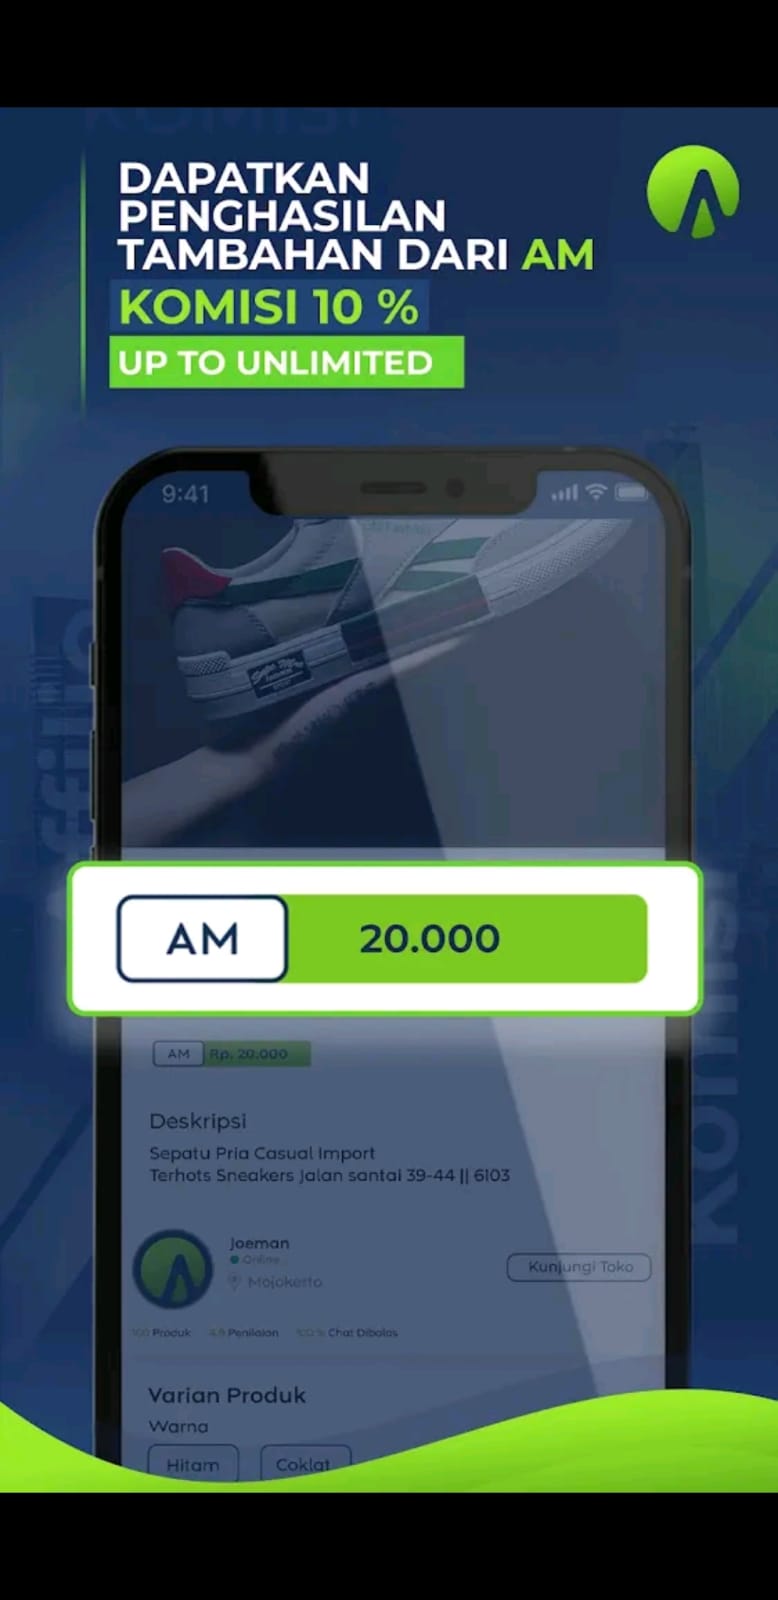 KOMISI
DAPATKAN
PENGHASILAN
TAMBAHAN DARI AM
KOMISI 10 %
UP TO UNLIMITED
9:41
AM 20.000
AM Rp. 20.000
Deskripsi
Sepatu Pria Casual Import
Terhots Sneakers Jalan santai 39-44 || 6103
Joeman
Online
Mojokerto
Kunjungi Toko
100 Produk 4.9 Penilaian 100 % Chat Dibalas
Varian Produk
Warna
Hitam Coklat
Komisi